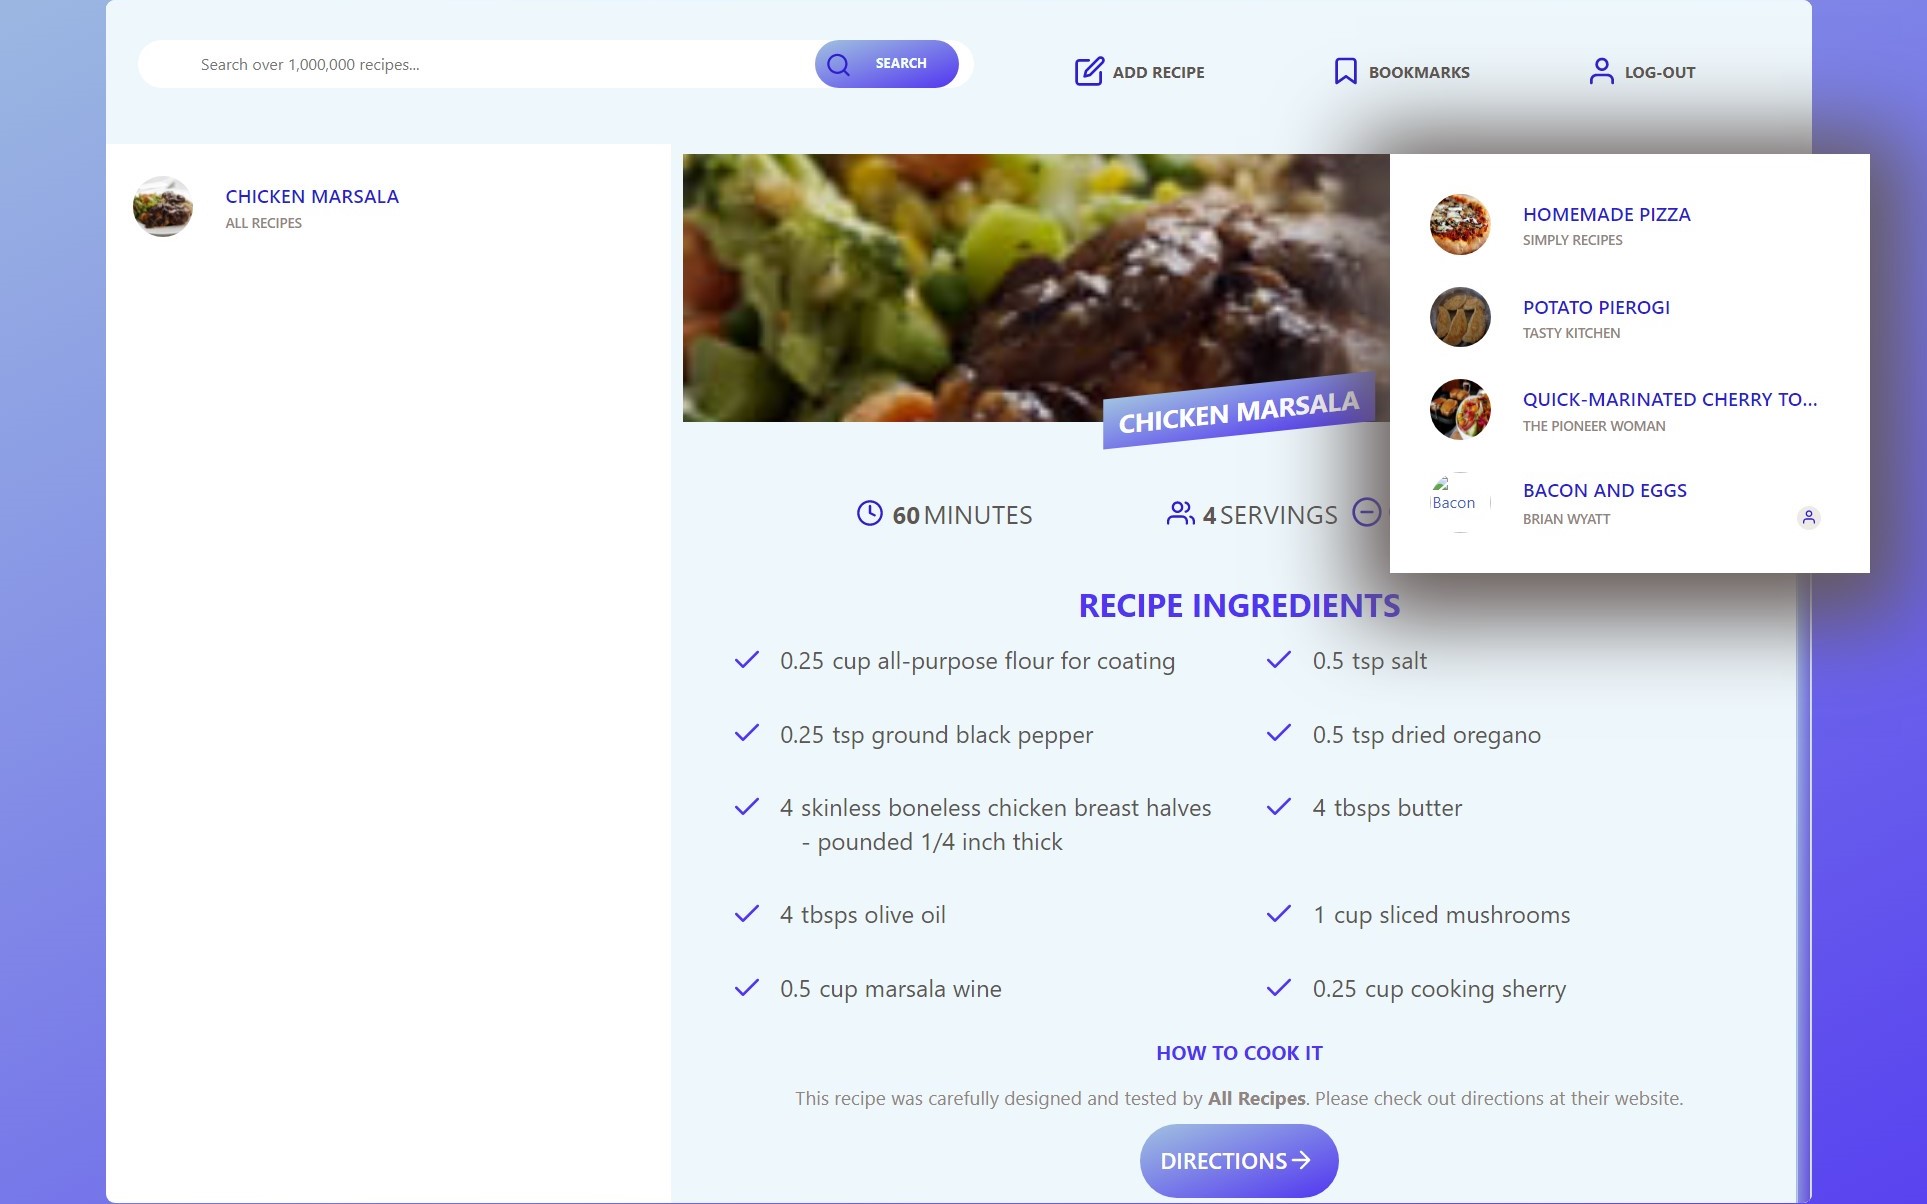 Search over 1,000,000 recipes...
SEARCH
ADD RECIPE
BOOKMARKS
LOG-OUT
CHICKEN MARSALA
ALL RECIPES
HOMEMADE PIZZA
SIMPLY RECIPES
POTATO PIEROGI
TASTY KITCHEN
QUICK-MARINATED CHERRY TO...
THE PIONEER WOMAN
Bacon
BACON AND EGGS
BRIAN WYATT
CHICKEN MARSALA
60 MINUTES
4 SERVINGS
RECIPE INGREDIENTS
0.25 cup all-purpose flour for coating
0.5 tsp salt
0.25 tsp ground black pepper
0.5 tsp dried oregano
4 skinless boneless chicken breast halves
- pounded 1/4 inch thick
4 tbsps butter
4 tbsps olive oil
1 cup sliced mushrooms
0.5 cup marsala wine
0.25 cup cooking sherry
HOW TO COOK IT
This recipe was carefully designed and tested by All Recipes. Please check out directions at their website.
DIRECTIONS